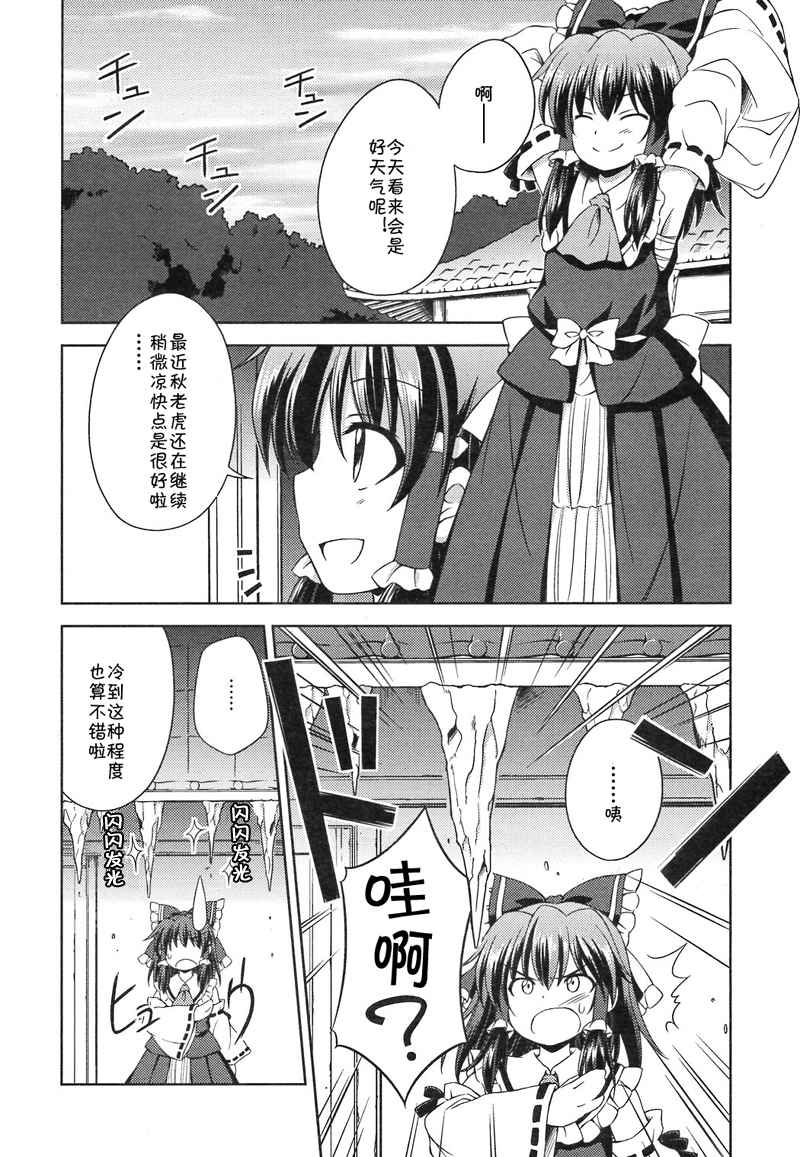 啊
——
今天看来会是
好天气呢！
チュン
チュン
チュン
最近秋老虎还在继续
稍微凉快点是很好啦
……
……咦
ドーン
哇啊？
……
冷到这种程度
也算不错啦
闪闪发光
闪闪发光
ヒュウ